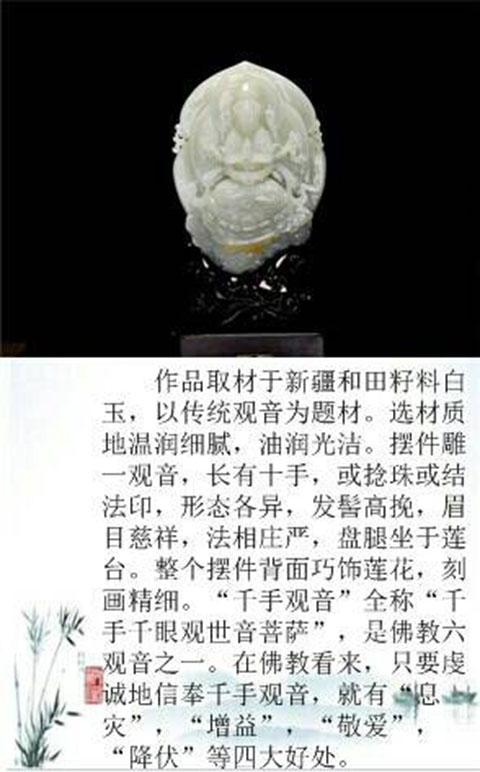 作品取材于新疆和田籽料白
玉，以传统观音为题材。选材质
地温润细腻，油润光洁。摆件雕
一观音，长有十手，或捻珠或结
法印，形态各异，发髻高挽，眉
目慈祥，法相庄严，盘腿坐于莲
台。整个摆件背面巧饰莲花，刻
画精细。“千手观音”全称“千
手千眼观世音菩萨”，是佛教六
观音之一。在佛教看来，只要虔
诚地信奉千手观音，就有“息
灾”，“增益”，“敬爱”，
“降伏”等四大好处。